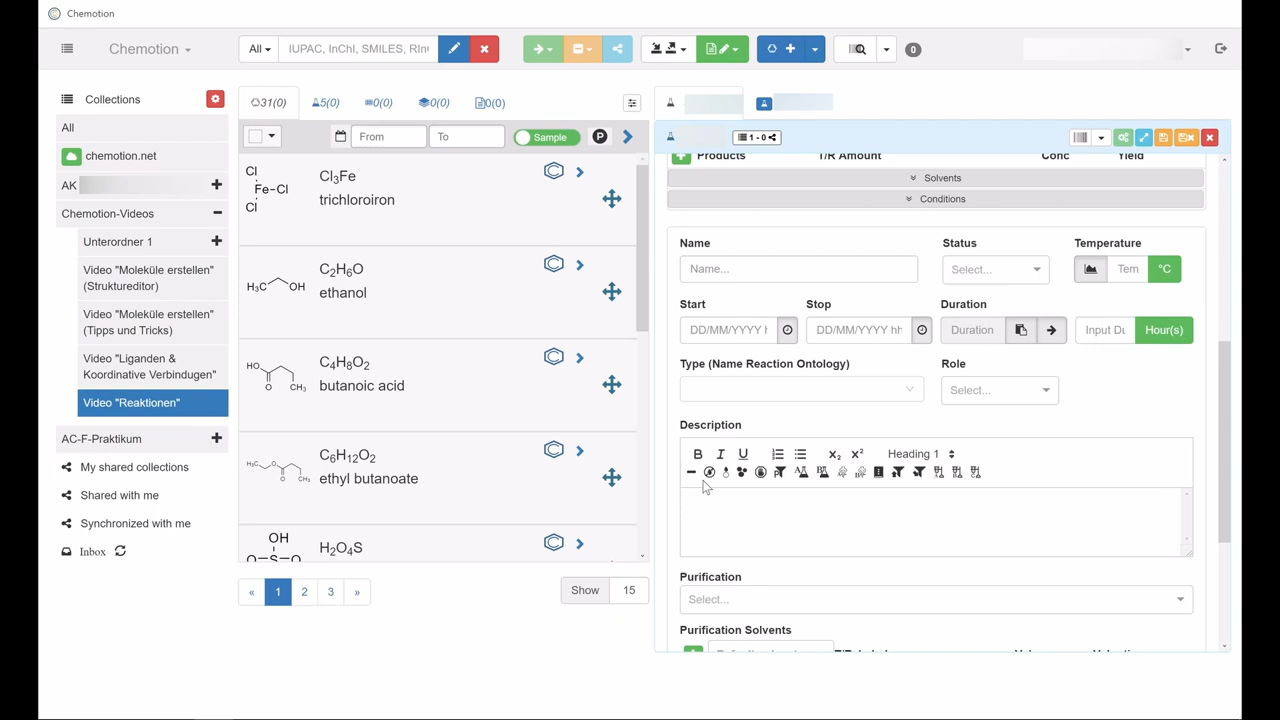 Chemotion
Chemotion
All
IUPAC, InChI, SMILES, RInC
0
Collections
All
chemotion.net
AK
Chemotion-Videos
Unterordner 1
Video "Moleküle erstellen"
(Struktureditor)
Video "Moleküle erstellen"
(Tipps und Tricks)
Video "Liganden &
Koordinative Verbindugen"
Video "Reaktionen"
AC-F-Praktikum
My shared collections
Shared with me
Synchronized with me
Inbox
31(0)
5(0)
0(0)
0(0)
0(0)
From
To
Sample
P
Cl
Fe-Cl
Cl
Cl3Fe
trichloroiron
H₃C
OH
C2H6O
ethanol
HO
O
CH₃
C4H8O2
butanoic acid
H₃C
O
O
CH₃
C6H12O2
ethyl butanoate
OH
O-S-O
H2O4S
«
1
2
3
»
Show
15
1 - 0
Products
T/R Amount
Conc
Yield
Solvents
Conditions
Name
Status
Temperature
Name...
Select...
Tem
°C
Start
Stop
Duration
DD/MM/YYYY h
DD/MM/YYYY hh
Duration
Input Du
Hour(s)
Type (Name Reaction Ontology)
Role
Select...
Description
B I U
X₂ X²
Heading 1
Purification
Select...
Purification Solvents